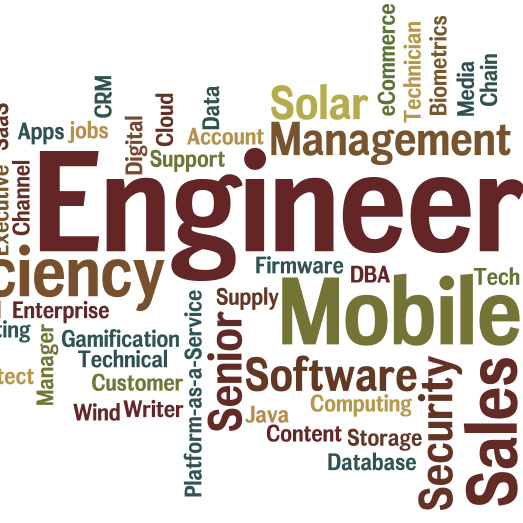 eCommerce
Technician
Biometrics
Media
Chain
CRM
Cloud
Data
Digital
Solar
Apps
jobs
Account
Management
Support
SaaS
Executive
Channel
Engineer
ciency
Firmware
DBA
Tech
Supply
Mobile
Enterprise
ting
Gamification
Technical
Manager
tect
Customer
Wind
Writer
Platform-as-a-Service
Senior
Software
Java
Computing
Content
Storage
Database
Security
Sales